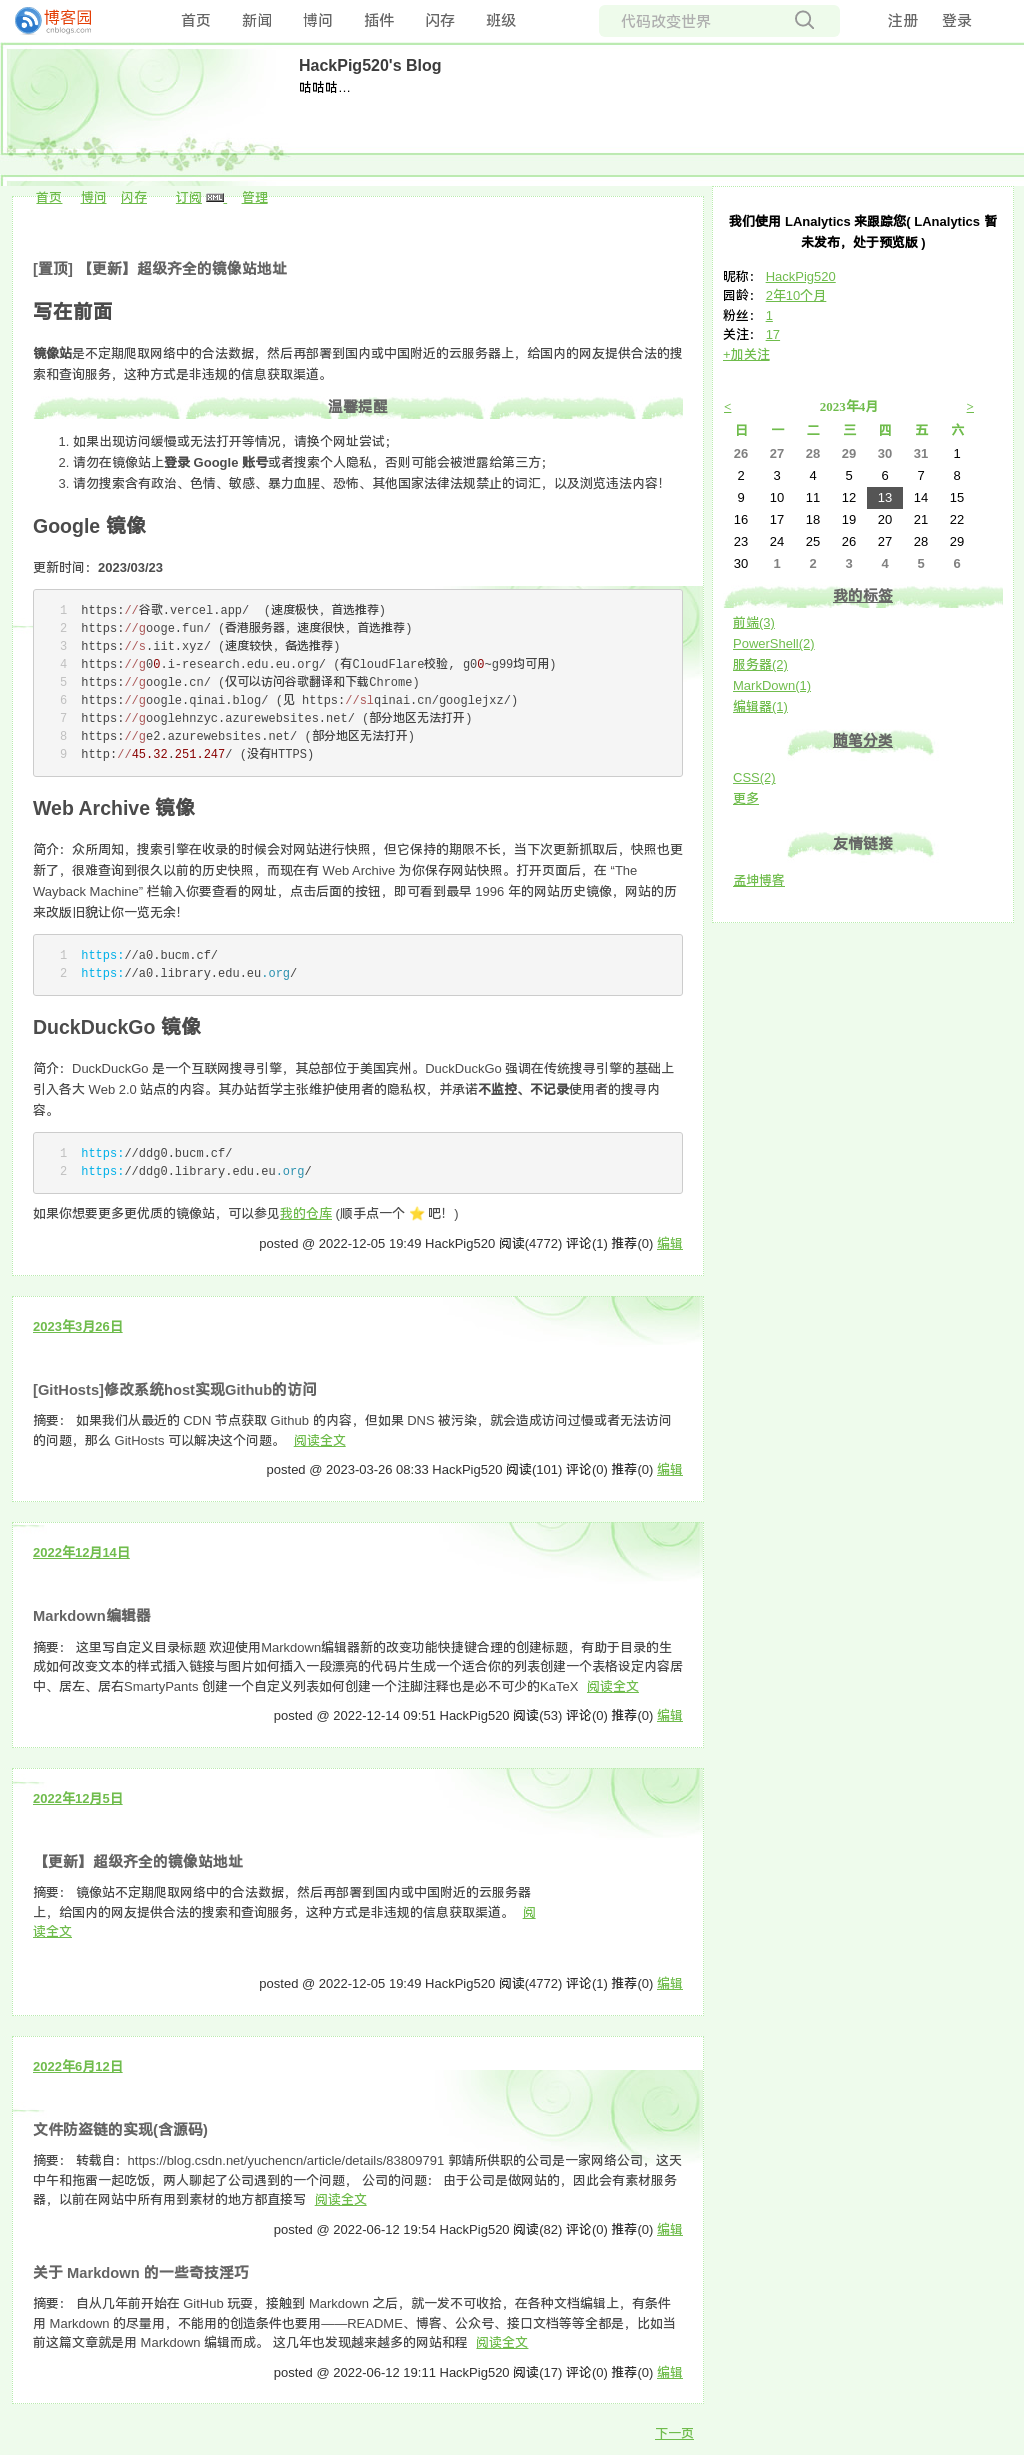 博客园
cnblogs.com
首页 新闻 博问 插件 闪存 班级 代码改变世界 注册 登录
HackPig520's Blog
咕咕咕…
首页 博问 闪存 订阅 XML 管理
[置顶] 【更新】超级齐全的镜像站地址
写在前面
镜像站是不定期爬取网络中的合法数据，然后再部署到国内或中国附近的云服务器上，给国内的网友提供合法的搜
索和查询服务，这种方式是非违规的信息获取渠道。
温馨提醒
1. 如果出现访问缓慢或无法打开等情况，请换个网址尝试；
2. 请勿在镜像站上登录 Google 账号或者搜索个人隐私，否则可能会被泄露给第三方；
3. 请勿搜索含有政治、色情、敏感、暴力血腥、恐怖、其他国家法律法规禁止的词汇，以及浏览违法内容！
Google 镜像
更新时间：2023/03/23
1 https://谷歌.vercel.app/ (速度极快，首选推荐)
2 https://googe.fun/ (香港服务器，速度很快，首选推荐)
3 https://s.iit.xyz/ (速度较快，备选推荐)
4 https://g00.i-research.edu.eu.org/ (有CloudFlare校验, g00~g99均可用)
5 https://google.cn/ (仅可以访问谷歌翻译和下载Chrome)
6 https://google.qinai.blog/ (见 https://slqinai.cn/googlejxz/)
7 https://googlehnzyc.azurewebsites.net/ (部分地区无法打开)
8 https://ge2.azurewebsites.net/ (部分地区无法打开)
9 http://45.32.251.247/ (没有HTTPS)
Web Archive 镜像
简介：众所周知，搜索引擎在收录的时候会对网站进行快照，但它保持的期限不长，当下次更新抓取后，快照也更
新了，很难查询到很久以前的历史快照，而现在有 Web Archive 为你保存网站快照。打开页面后，在 “The
Wayback Machine” 栏输入你要查看的网址，点击后面的按钮，即可看到最早 1996 年的网站历史镜像，网站的历
来改版旧貌让你一览无余！
1 https://a0.bucm.cf/
2 https://a0.library.edu.eu.org/
DuckDuckGo 镜像
简介：DuckDuckGo 是一个互联网搜寻引擎，其总部位于美国宾州。DuckDuckGo 强调在传统搜寻引擎的基础上
引入各大 Web 2.0 站点的内容。其办站哲学主张维护使用者的隐私权，并承诺不监控、不记录使用者的搜寻内
容。
1 https://ddg0.bucm.cf/
2 https://ddg0.library.edu.eu.org/
如果你想要更多更优质的镜像站，可以参见我的仓库 (顺手点一个 ⭐ 吧！)
posted @ 2022-12-05 19:49 HackPig520 阅读(4772) 评论(1) 推荐(0) 编辑
2023年3月26日
[GitHosts]修改系统host实现Github的访问
摘要： 如果我们从最近的 CDN 节点获取 Github 的内容，但如果 DNS 被污染，就会造成访问过慢或者无法访问
的问题，那么 GitHosts 可以解决这个问题。 阅读全文
posted @ 2023-03-26 08:33 HackPig520 阅读(101) 评论(0) 推荐(0) 编辑
2022年12月14日
Markdown编辑器
摘要： 这里写自定义目录标题 欢迎使用Markdown编辑器新的改变功能快捷键合理的创建标题，有助于目录的生
成如何改变文本的样式插入链接与图片如何插入一段漂亮的代码片生成一个适合你的列表创建一个表格设定内容居
中、居左、居右SmartyPants 创建一个自定义列表如何创建一个注脚注释也是必不可少的KaTeX 阅读全文
posted @ 2022-12-14 09:51 HackPig520 阅读(53) 评论(0) 推荐(0) 编辑
2022年12月5日
【更新】超级齐全的镜像站地址
摘要： 镜像站不定期爬取网络中的合法数据，然后再部署到国内或中国附近的云服务器
上，给国内的网友提供合法的搜索和查询服务，这种方式是非违规的信息获取渠道。 阅
读全文
posted @ 2022-12-05 19:49 HackPig520 阅读(4772) 评论(1) 推荐(0) 编辑
2022年6月12日
文件防盗链的实现(含源码)
摘要： 转载自：https://blog.csdn.net/yuchencn/article/details/83809791 郭靖所供职的公司是一家网络公司，这天
中午和拖雷一起吃饭，两人聊起了公司遇到的一个问题， 公司的问题： 由于公司是做网站的，因此会有素材服务
器，以前在网站中所有用到素材的地方都直接写 阅读全文
posted @ 2022-06-12 19:54 HackPig520 阅读(82) 评论(0) 推荐(0) 编辑
关于 Markdown 的一些奇技淫巧
摘要： 自从几年前开始在 GitHub 玩耍，接触到 Markdown 之后，就一发不可收拾，在各种文档编辑上，有条件
用 Markdown 的尽量用，不能用的创造条件也要用——README、博客、公众号、接口文档等等全都是，比如当
前这篇文章就是用 Markdown 编辑而成。 这几年也发现越来越多的网站和程 阅读全文
posted @ 2022-06-12 19:11 HackPig520 阅读(17) 评论(0) 推荐(0) 编辑
下一页
我们使用 LAnalytics 来跟踪您( LAnalytics 暂
未发布，处于预览版 )
昵称： HackPig520
园龄： 2年10个月
粉丝： 1
关注： 17
+加关注
< 2023年4月 >
日 一 二 三 四 五 六
26 27 28 29 30 31 1
2 3 4 5 6 7 8
9 10 11 12 13 14 15
16 17 18 19 20 21 22
23 24 25 26 27 28 29
30 1 2 3 4 5 6
我的标签
前端(3)
PowerShell(2)
服务器(2)
MarkDown(1)
编辑器(1)
随笔分类
CSS(2)
更多
友情链接
孟坤博客